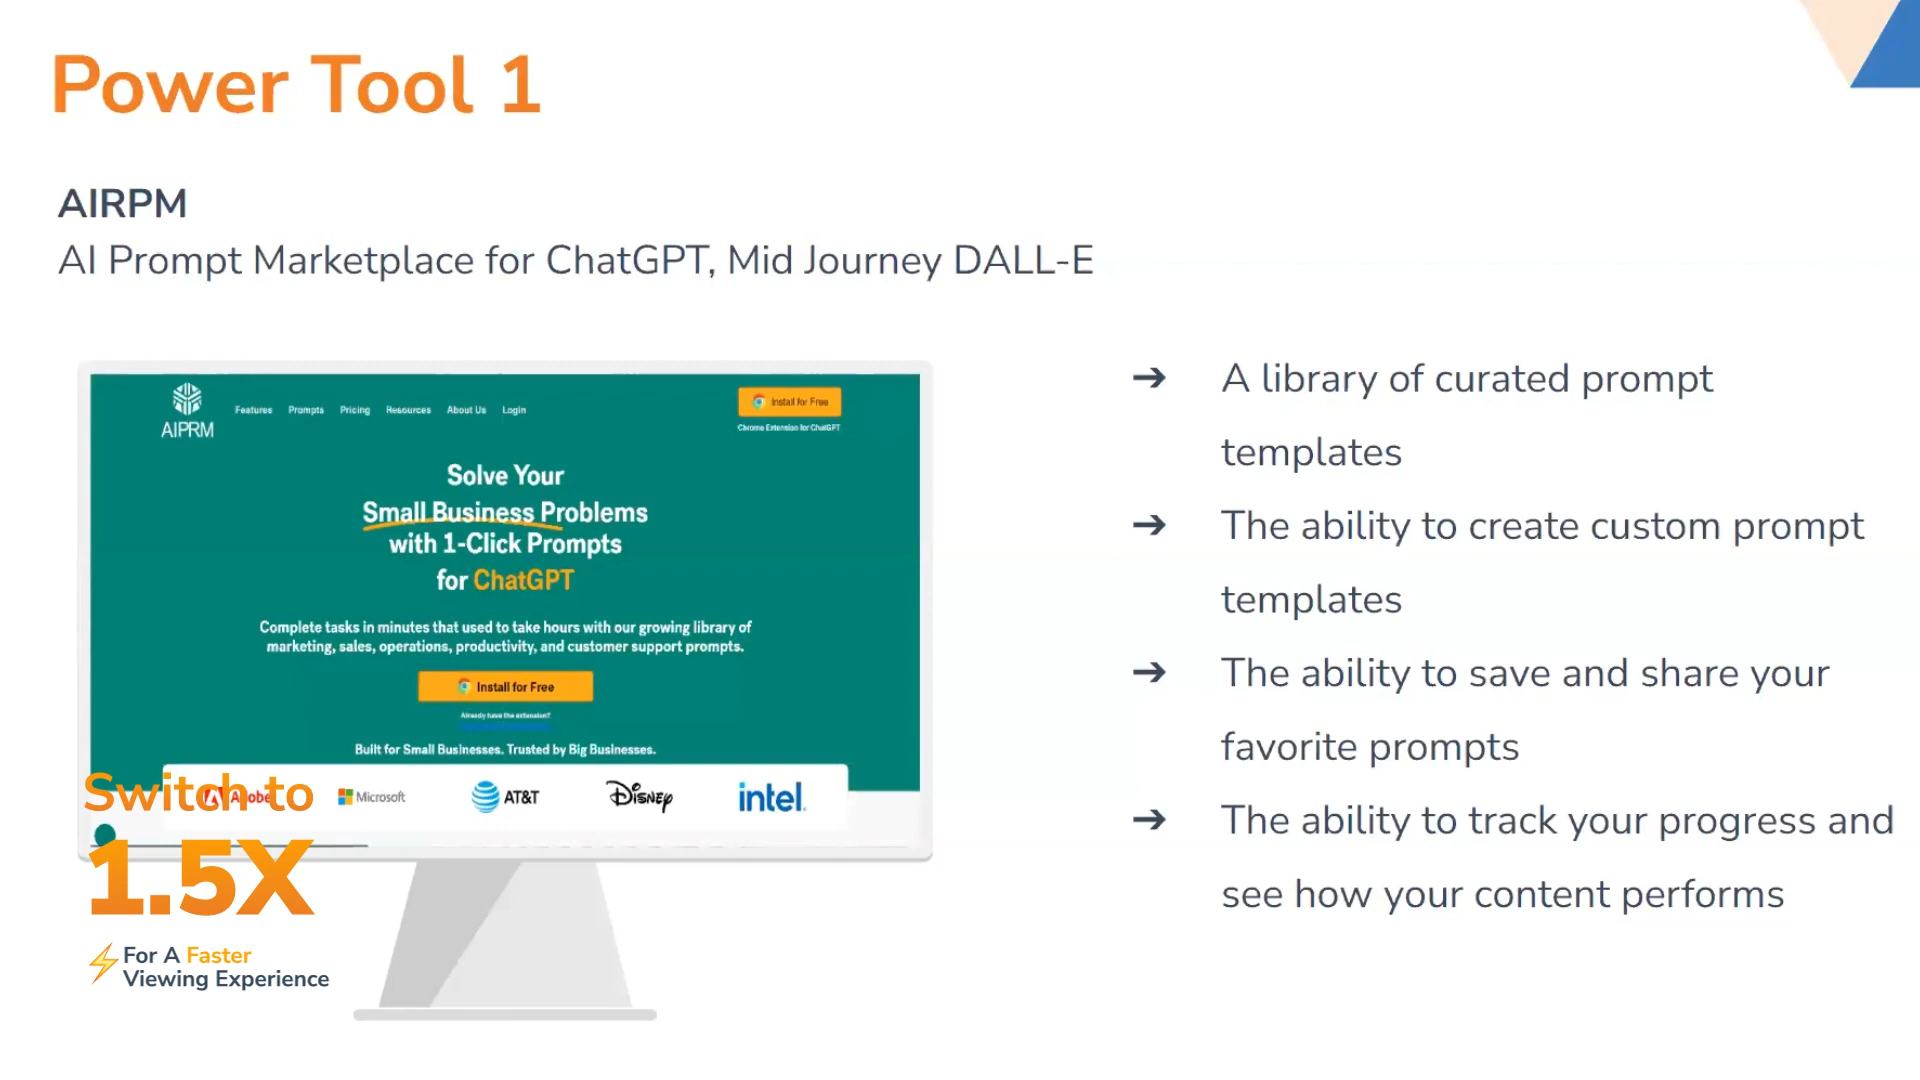 Power Tool 1
AIRPM
AI Prompt Marketplace for ChatGPT, Mid Journey DALL-E
AIPRM
Features Prompts Pricing Resources About Us Login
Install for Free
Chrome Extension for ChatGPT
Solve Your
Small Business Problems
with 1-Click Prompts
for ChatGPT
Complete tasks in minutes that used to take hours with our growing library of
marketing, sales, operations, productivity, and customer support prompts.
Install for Free
Already have the extension?
Built for Small Businesses. Trusted by Big Businesses.
Adobe Microsoft AT&T Disney intel.
Switch to
1.5X
For A Faster
Viewing Experience
➔ A library of curated prompt
templates
➔ The ability to create custom prompt
templates
➔ The ability to save and share your
favorite prompts
➔ The ability to track your progress and
see how your content performs